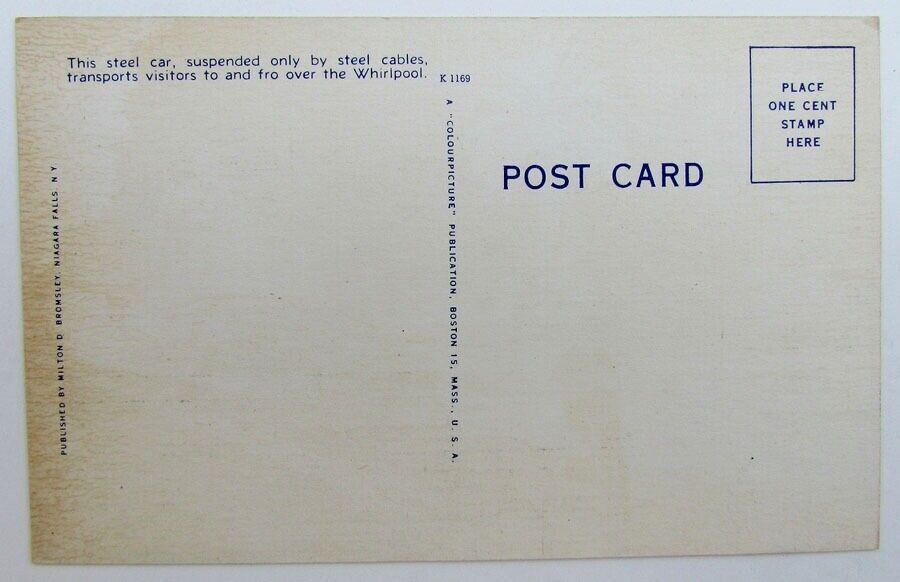 This steel car, suspended only by steel cables,
transports visitors to and fro over the Whirlpool.
K 1169
PUBLISHED BY MILTON D. BROMSLEY, NIAGARA FALLS, N. Y.
A "COLOURPICTURE" PUBLICATION, BOSTON 15, MASS., U. S. A.
POST CARD
PLACE
ONE CENT
STAMP
HERE